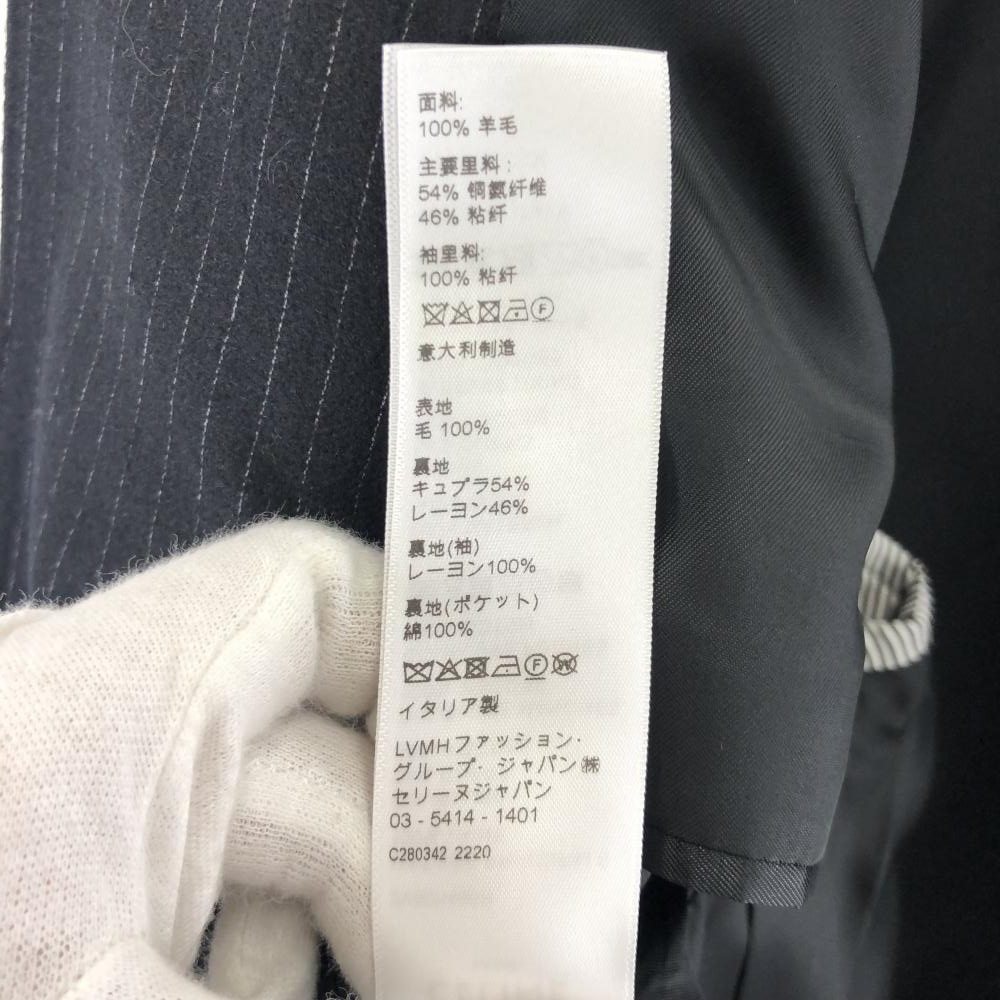 面料:
100% 羊毛
主要里料:
54% 铜氨纤维
46% 粘纤
袖里料:
100% 粘纤
意大利制造
表地
毛 100%
裏地
キュプラ54%
レーヨン46%
裏地(袖)
レーヨン100%
裏地(ポケット)
綿100%
イタリア製
LVMHファッション・
グループ・ジャパン㈱
セリーヌジャパン
03 - 5414 - 1401
C280342 2220